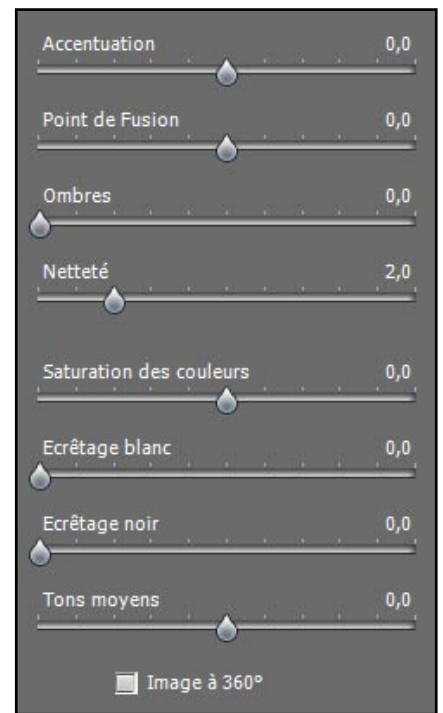 Accentuation 0,0
Point de Fusion 0,0
Ombres 0,0
Netteté 2,0
Saturation des couleurs 0,0
Ecrêtage blanc 0,0
Ecrêtage noir 0,0
Tons moyens 0,0
Image à 360°